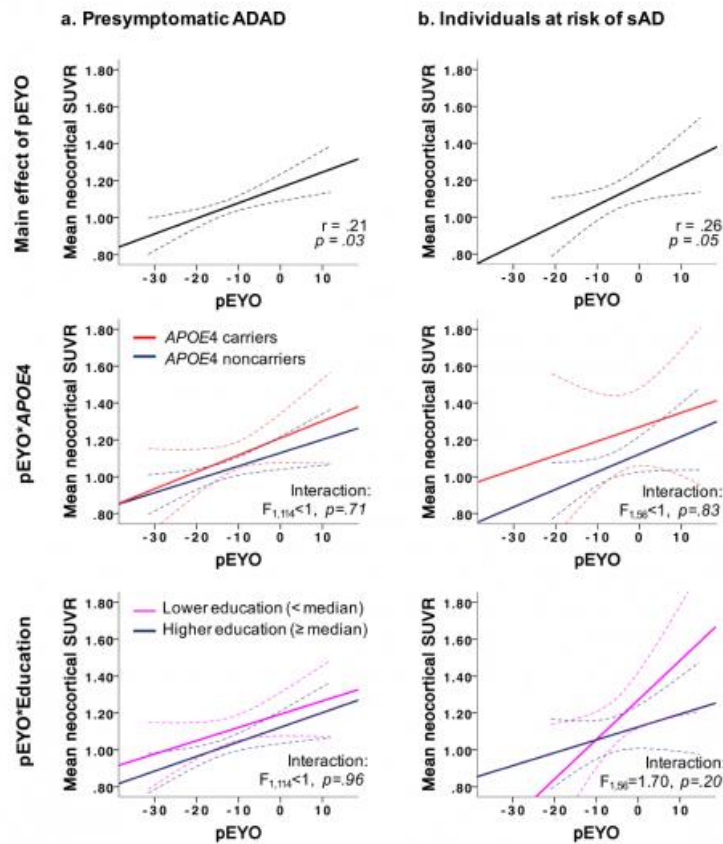 a. Presymptomatic ADAD
b. Individuals at risk of sAD
Main effect of pEYO
Mean neocortical SUVR
1.80
1.60
1.40
1.20
1.00
.80
-30 -20 -10 0 10
pEYO
r = .21
p = .03
Mean neocortical SUVR
1.80
1.60
1.40
1.20
1.00
.80
-30 -20 -10 0 10
pEYO
r = .26
p = .05
pEYO*APOE4
Mean neocortical SUVR
1.80
1.60
1.40
1.20
1.00
.80
APOE4 carriers
APOE4 noncarriers
Interaction:
F1,114<1, p=.71
-30 -20 -10 0 10
pEYO
Mean neocortical SUVR
1.80
1.60
1.40
1.20
1.00
.80
Interaction:
F1,56<1, p=.83
-30 -20 -10 0 10
pEYO
pEYO*Education
Mean neocortical SUVR
1.80
1.60
1.40
1.20
1.00
.80
Lower education (< median)
Higher education (≥ median)
Interaction:
F1,114<1, p=.96
-30 -20 -10 0 10
pEYO
Mean neocortical SUVR
1.80
1.60
1.40
1.20
1.00
.80
Interaction:
F1,56=1.70, p=.20
-30 -20 -10 0 10
pEYO